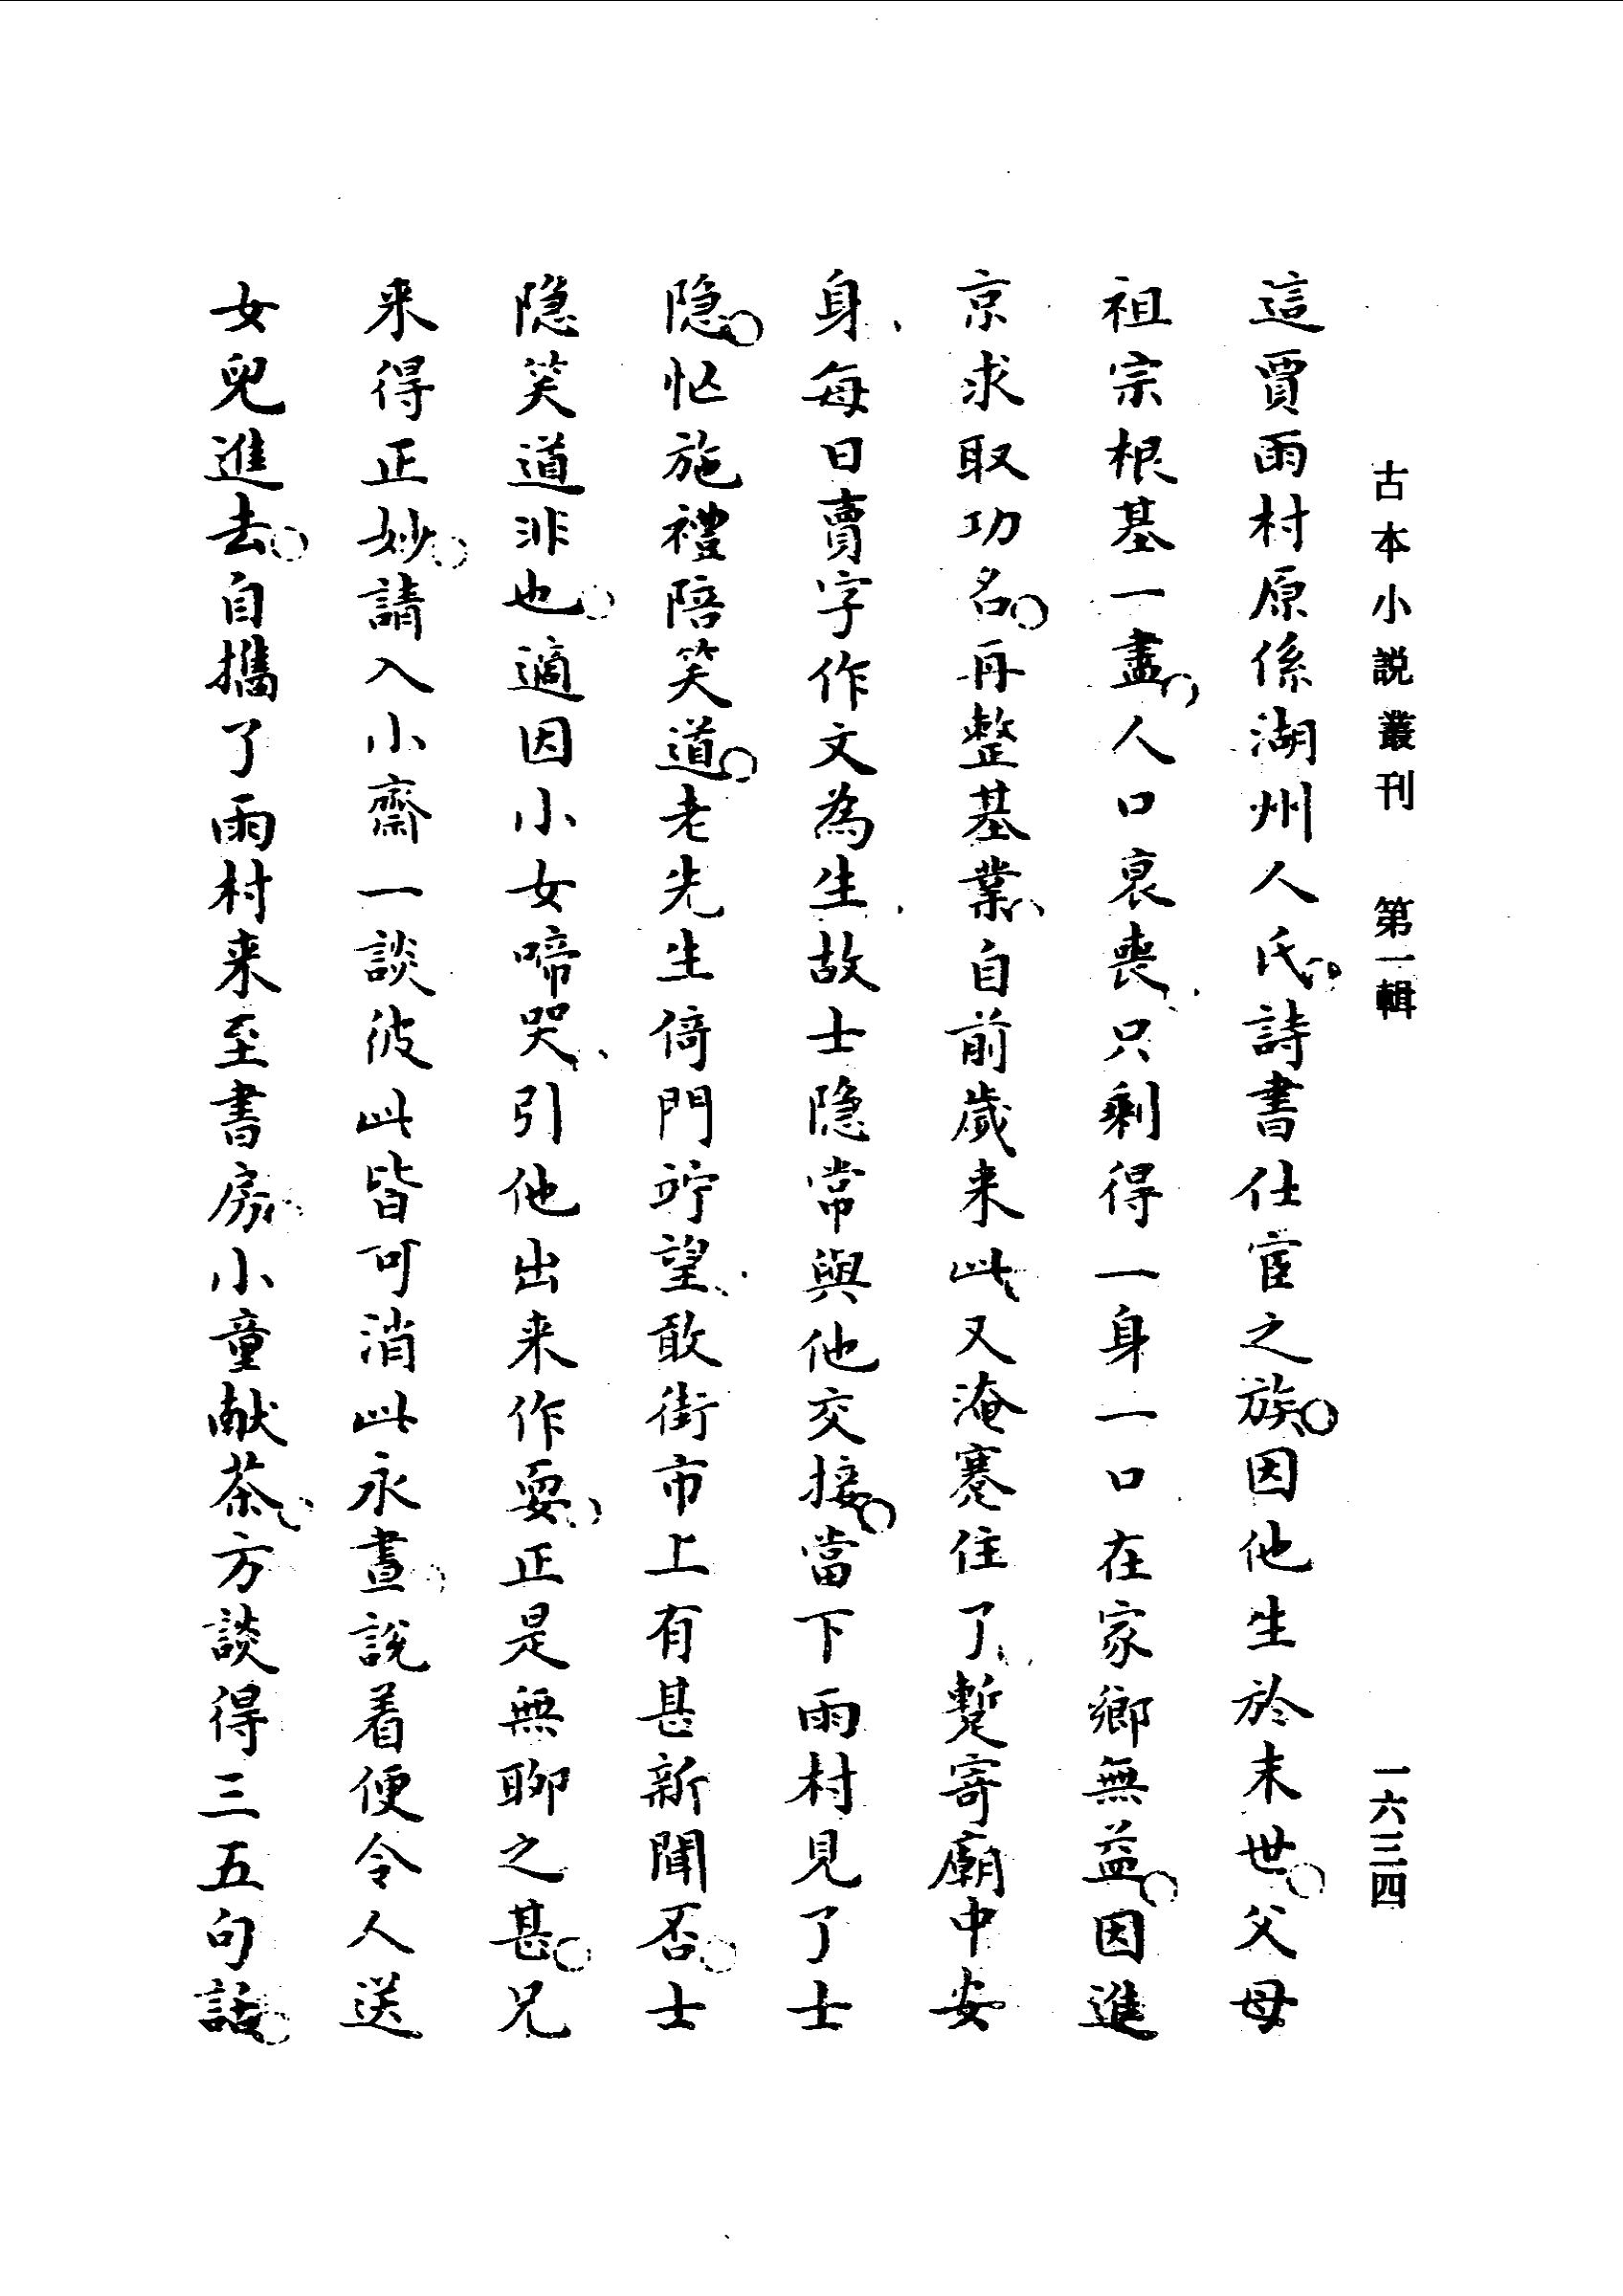 古本小説叢刊　第一輯　一六三四
這賈雨村原係湖州人氏詩書仕宦之族因他生於末世父母
祖宗根基一盡人口衰喪只剩得一身一口在家鄉無益因進
京求取功名再整基業自前歲来此又淹蹇住了蹔寄廟中安
身每日賣字作文為生故士隐常與他交接當下雨村見了士
隐忙施禮陪笑道老先生倚門竚望敢街市上有甚新聞否士
隐笑道非也適因小女啼哭引他出来作耍正是無聊之甚兄
来得正妙請入小齋一談彼此皆可消此永晝說着便令人送
女兒進去自攜了雨村来至書房小童献茶方談得三五句話